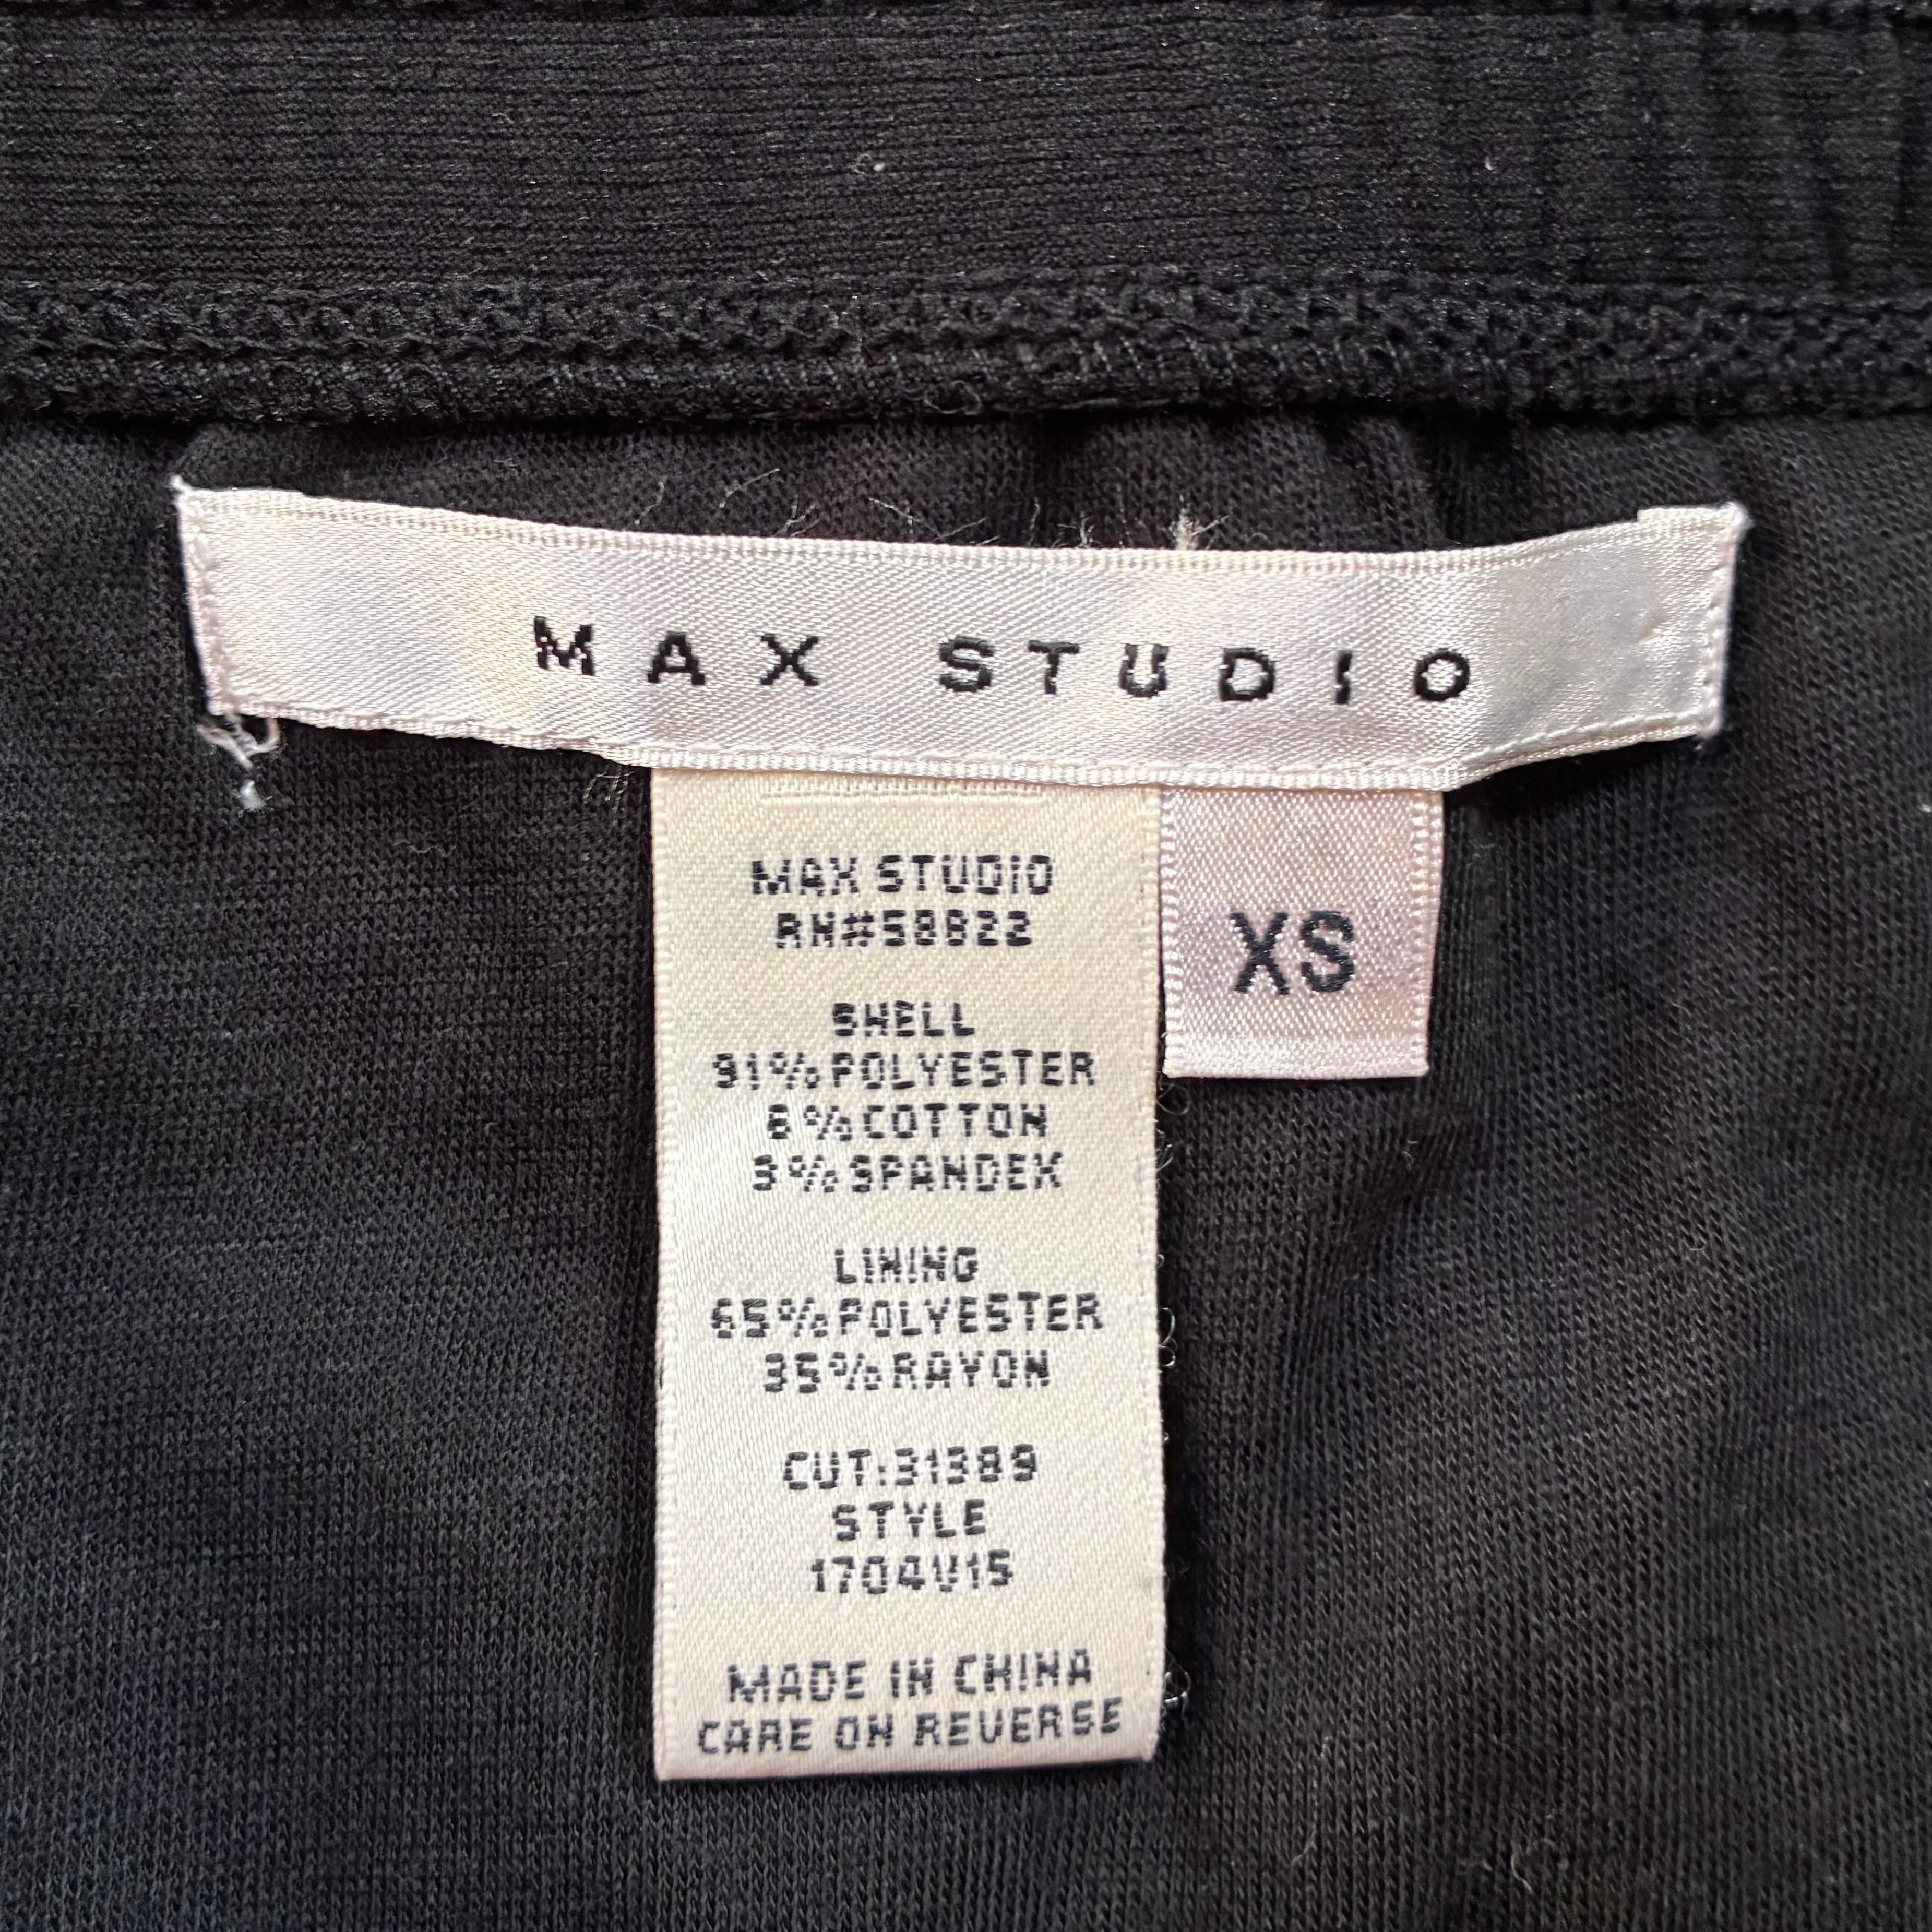 MAX STUDIO
MAX STUDIO
RN#58822
XS
SHELL
91% POLYESTER
6% COTTON
3% SPANDEX
LINING
65% POLYESTER
35% RAYON
CUT:31389
STYLE
1704V15
MADE IN CHINA
CARE ON REVERSE